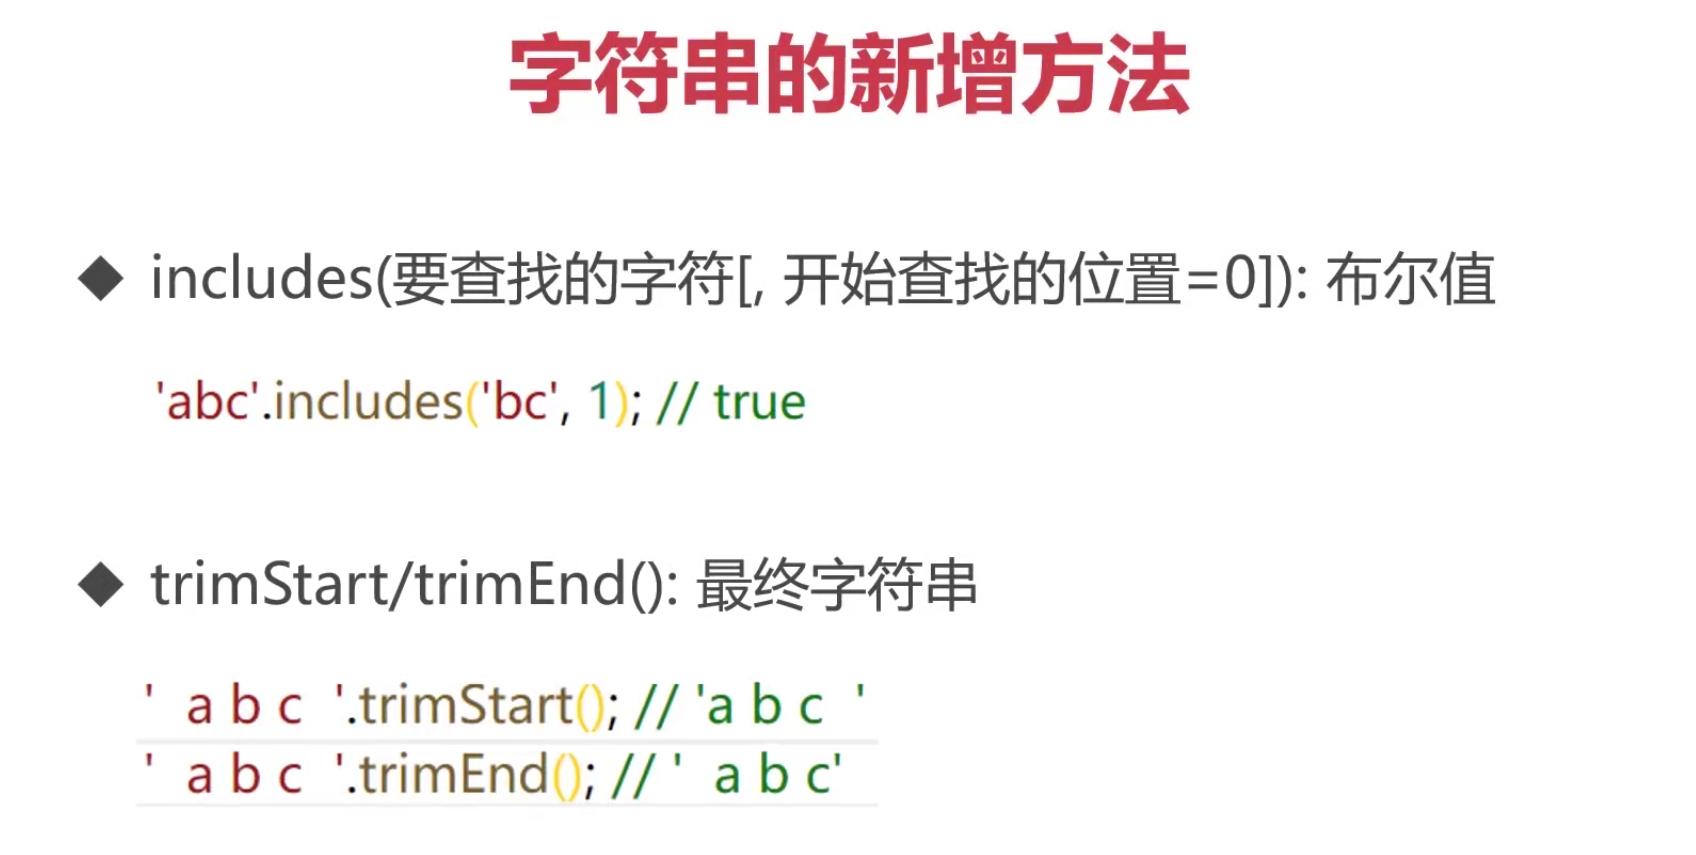 字符串的新增方法
◆ includes(要查找的字符[, 开始查找的位置=0]): 布尔值
'abc'.includes('bc', 1); // true
◆ trimStart/trimEnd(): 最终字符串
'  a b c  '.trimStart(); // 'a b c  '
'  a b c  '.trimEnd(); // '  a b c'